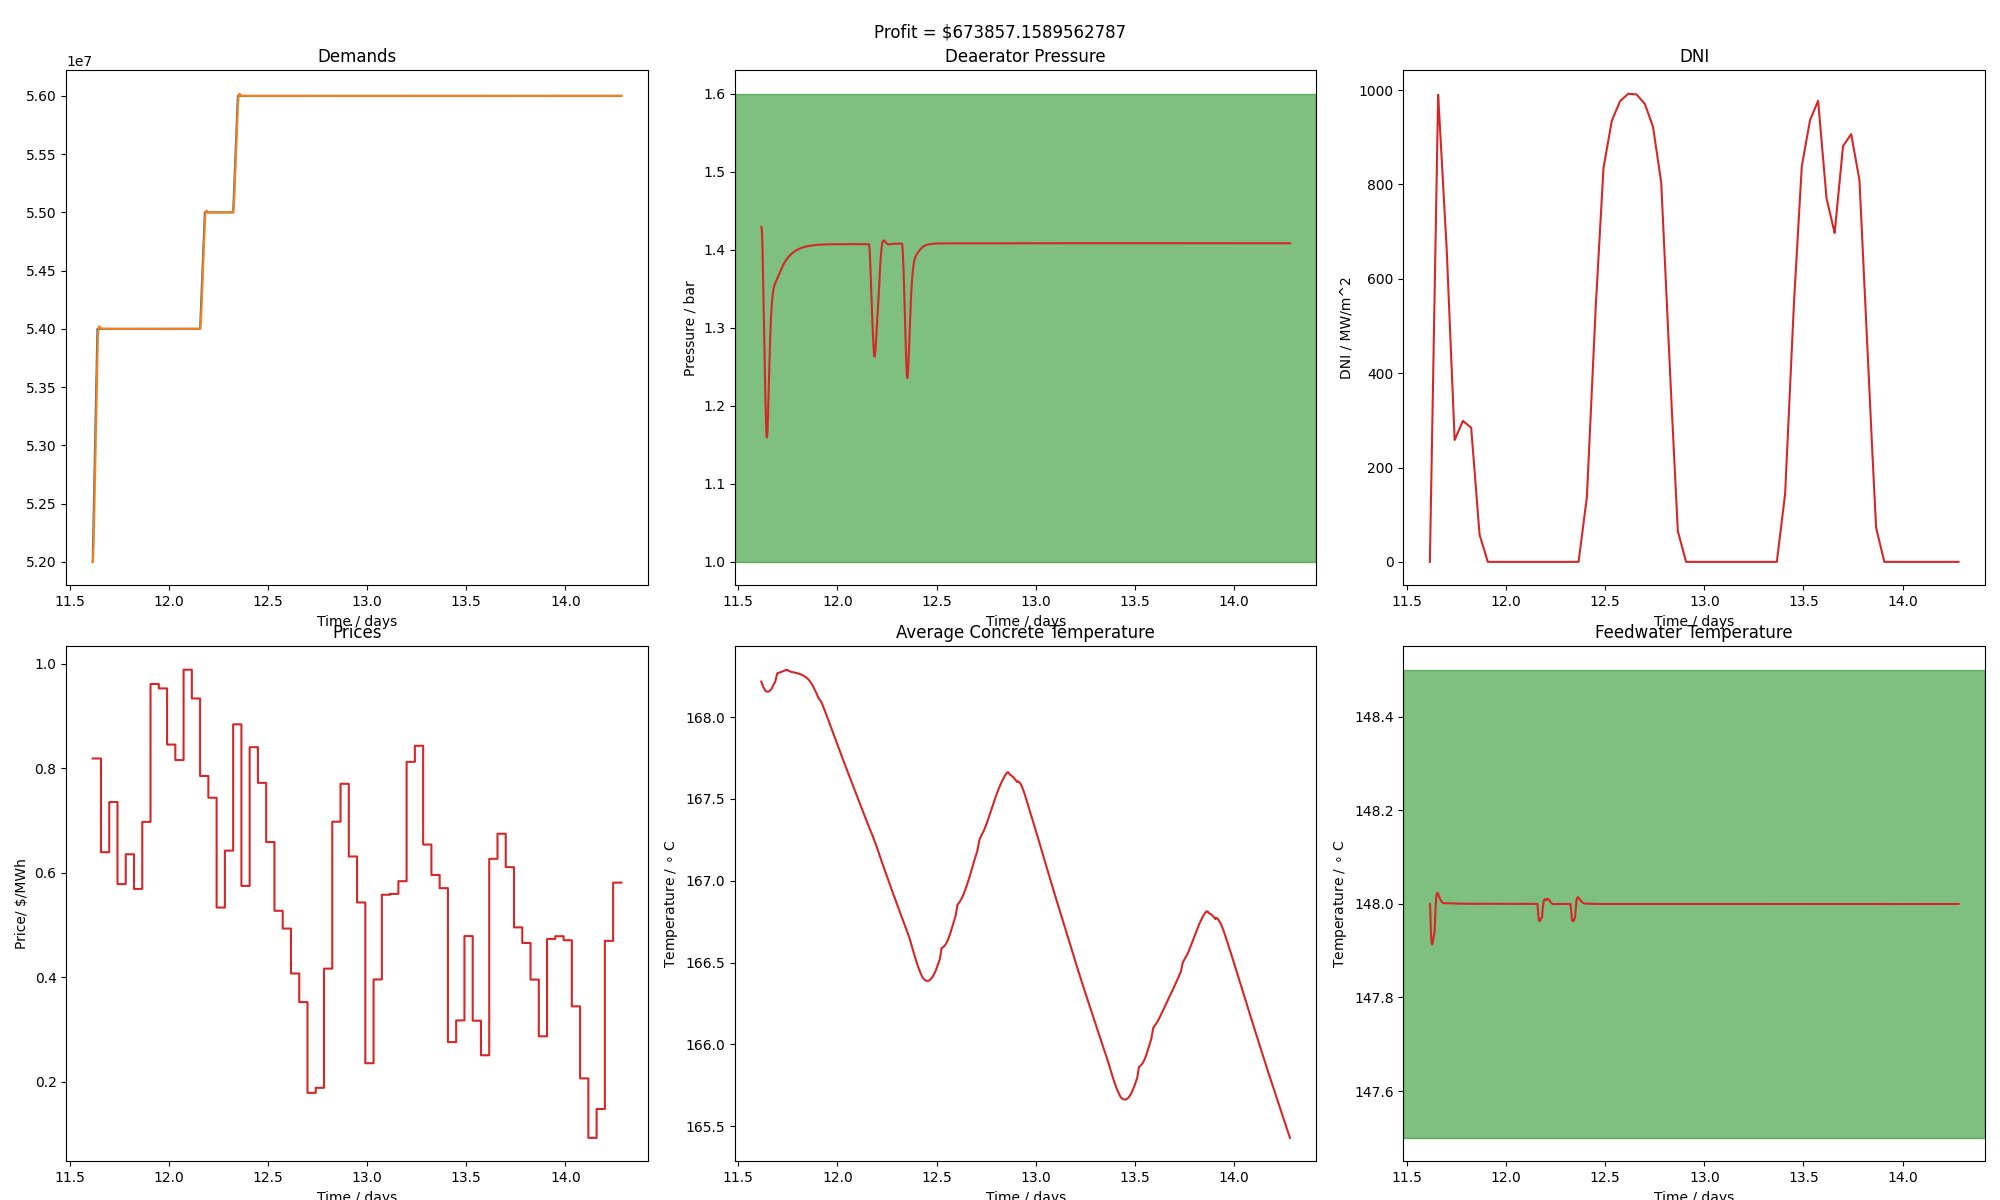 Profit = $673857.1589562787
Demands
1e7
5.60
5.55
5.50
5.45
5.40
5.35
5.30
5.25
5.20
11.5 12.0 12.5 13.0 13.5 14.0
Time / days
Deaerator Pressure
Pressure / bar
1.6
1.5
1.4
1.3
1.2
1.1
1.0
11.5 12.0 12.5 13.0 13.5 14.0
Time / days
DNI
DNI / MW/m^2
1000
800
600
400
200
0
11.5 12.0 12.5 13.0 13.5 14.0
Time / days
Prices
Price/ $/MWh
1.0
0.8
0.6
0.4
0.2
11.5 12.0 12.5 13.0 13.5 14.0
Time / days
Average Concrete Temperature
Temperature / ∘ C
168.0
167.5
167.0
166.5
166.0
165.5
11.5 12.0 12.5 13.0 13.5 14.0
Time / days
Feedwater Temperature
Temperature / ∘ C
148.4
148.2
148.0
147.8
147.6
11.5 12.0 12.5 13.0 13.5 14.0
Time / days